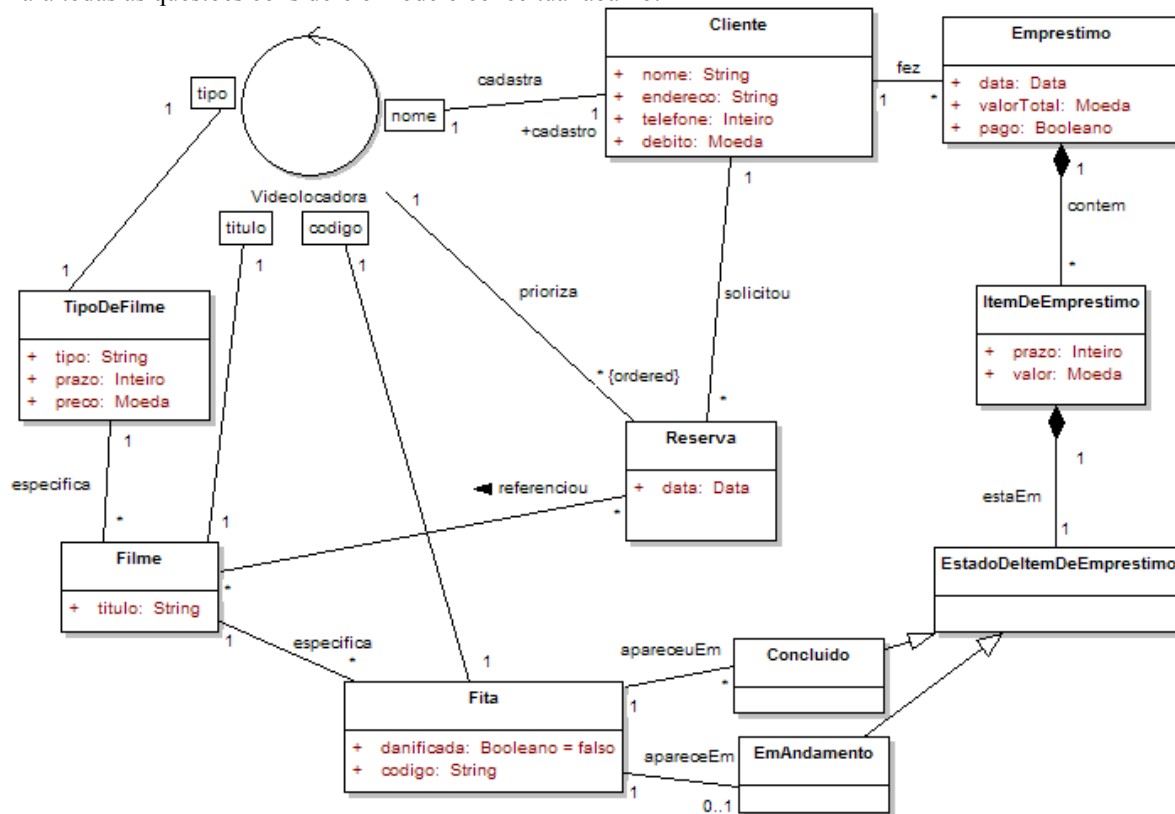 Cliente
+ nome: String
+ endereco: String
+ telefone: Inteiro
+ debito: Moeda
Emprestimo
+ data: Data
+ valorTotal: Moeda
+ pago: Booleano
fez
1
*
cadastra
1
1
+cadastro
tipo
1
nome
Videolocadora
titulo
1
codigo
1
1
1
contem
*
1
prioriza
* {ordered}
1
solicitou
*
1
TipoDeFilme
+ tipo: String
+ prazo: Inteiro
+ preco: Moeda
ItemDeEmprestimo
+ prazo: Inteiro
+ valor: Moeda
Reserva
+ data: Data
1
especifica
*
1
referenciou
*
*
1
estaEm
1
Filme
+ titulo: String
EstadoDeItemDeEmprestimo
1
especifica
*
1
apareceuEm
1
*
Concluido
Fita
+ danificada: Booleano = falso
+ codigo: String
apareceEm
1
0..1
EmAndamento